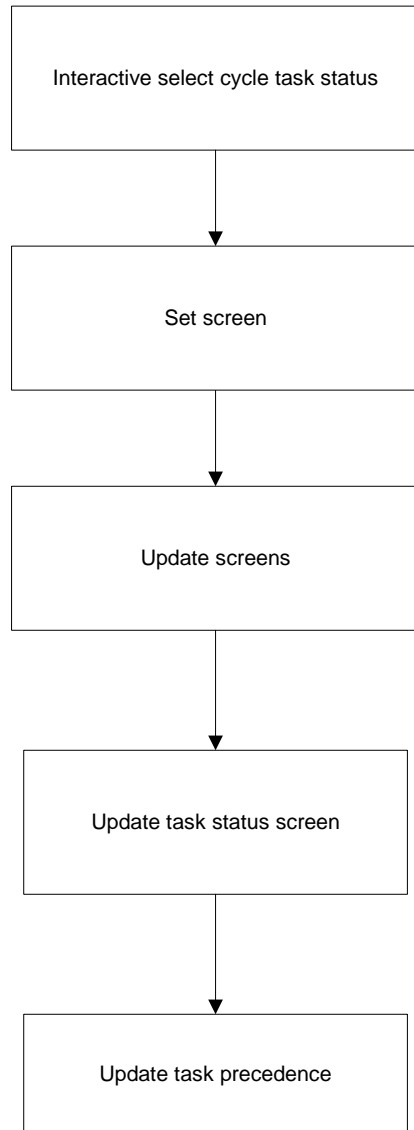 Interactive select cycle task status
Set screen
Update screens
Update task status screen
Update task precedence